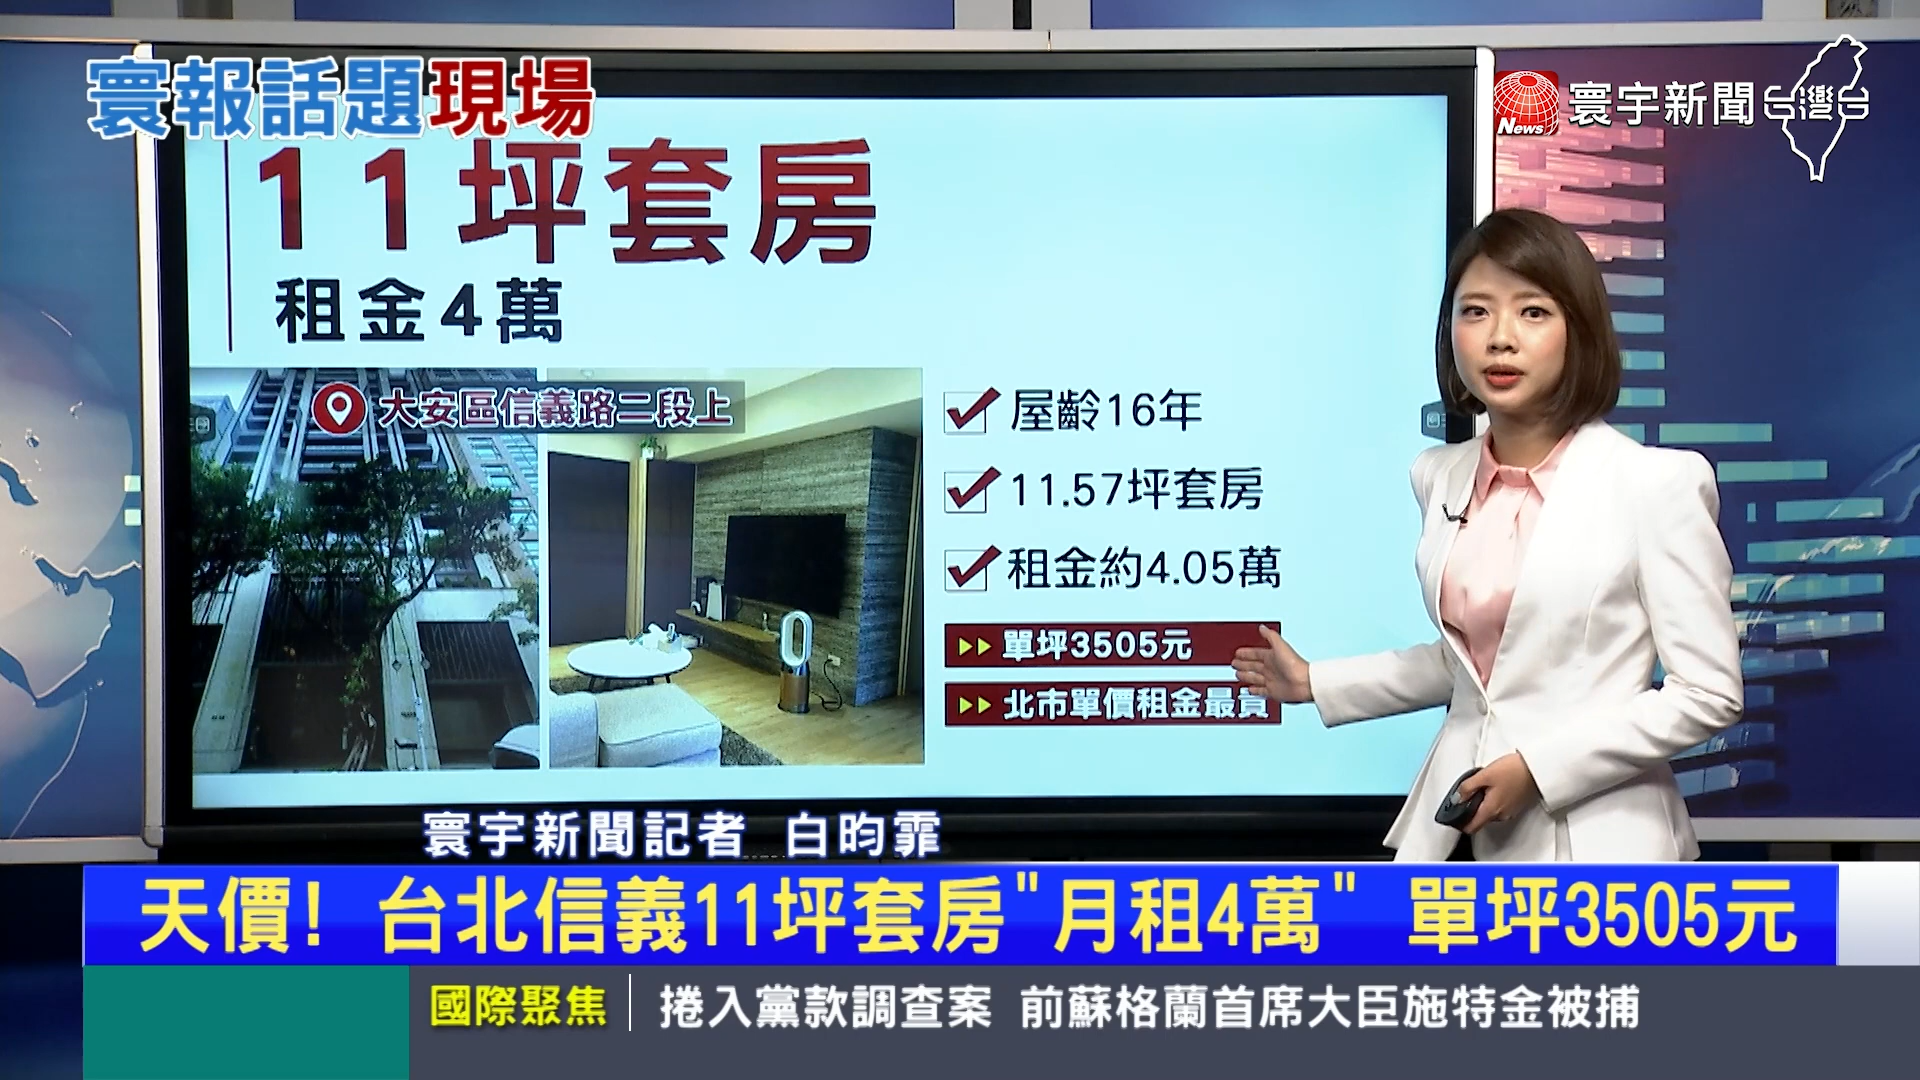 寰報話題現場
News 寰宇新聞台灣台
11坪套房
租金4萬
大安區信義路二段上
屋齡16年
11.57坪套房
租金約4.05萬
單坪3505元
北市單價租金最貴
寰宇新聞記者 白昀霏
天價! 台北信義11坪套房"月租4萬" 單坪3505元
國際聚焦 捲入黨款調查案 前蘇格蘭首席大臣施特金被捕